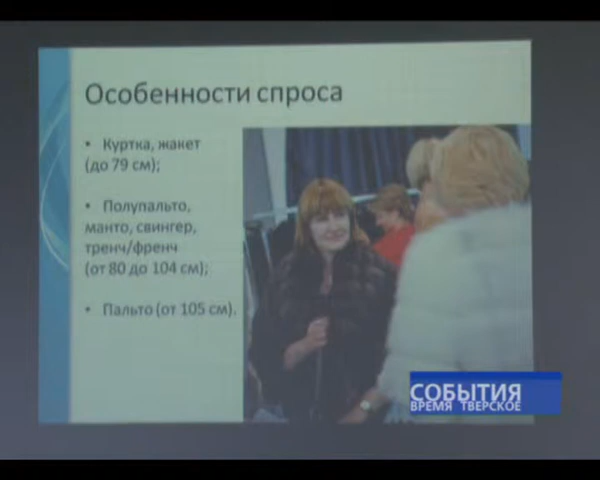 Особенности спроса
• Куртка, жакет
(до 79 см);
• Полупальто,
манто, свингер,
тренч/френч
(от 80 до 104 см);
• Пальто (от 105 см).
СОБЫТИЯ
ВРЕМЯ ТВЕРСКОЕ